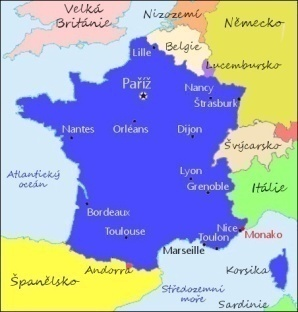 Velká
Británie
Nizozemí
Německo
Belgie
Lille
Lucembursko
Paříž
Nancy
Štrasburk
Nantes
Orléans
Dijon
Švýcarsko
Atlantický
oceán
Lyon
Grenoble
Itálie
Bordeaux
Nice
Monako
Toulouse
Toulon
Marseille
Andorra
Korsika
Španělsko
Středozemní
moře
Sardinie